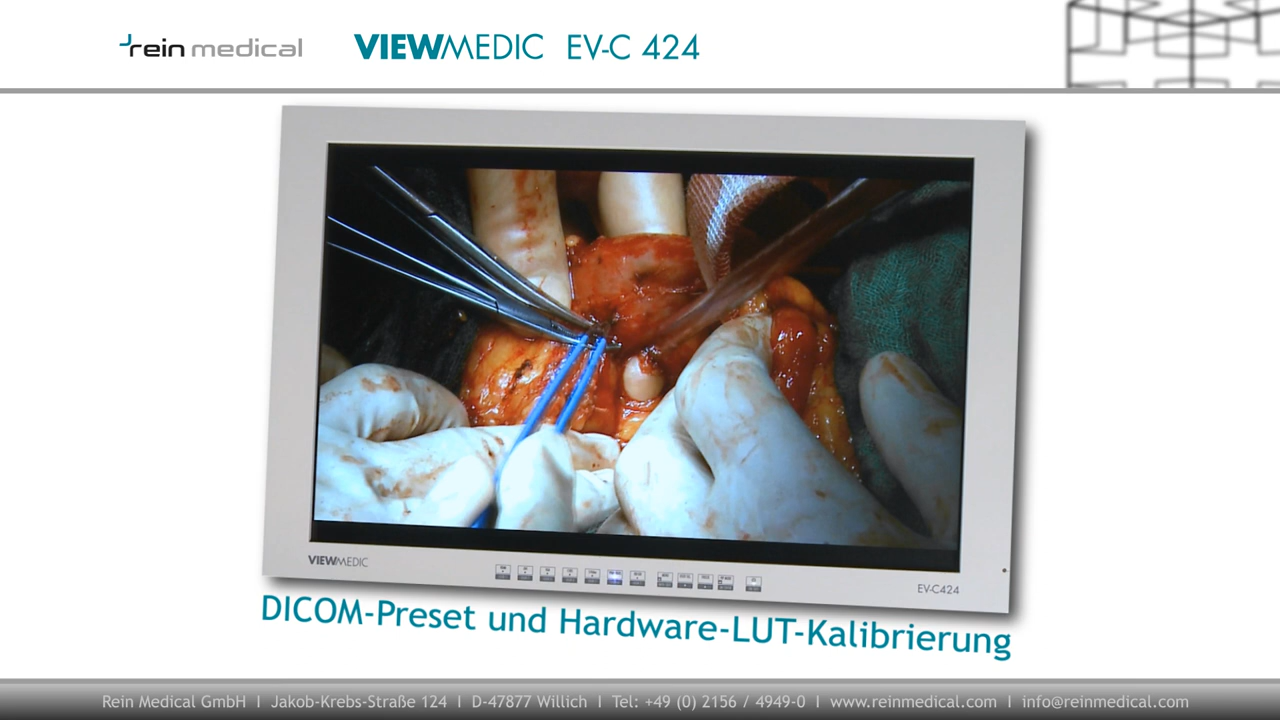 rein medical
VIEWMEDIC EV-C 424
VIEWMEDIC
EV-C424
DICOM-Preset und Hardware-LUT-Kalibrierung
Rein Medical GmbH I Jakob-Krebs-Straße 124 I D-47877 Willich I Tel: +49 (0) 2156 / 4949-0 I www.reinmedical.com I info@reinmedical.com